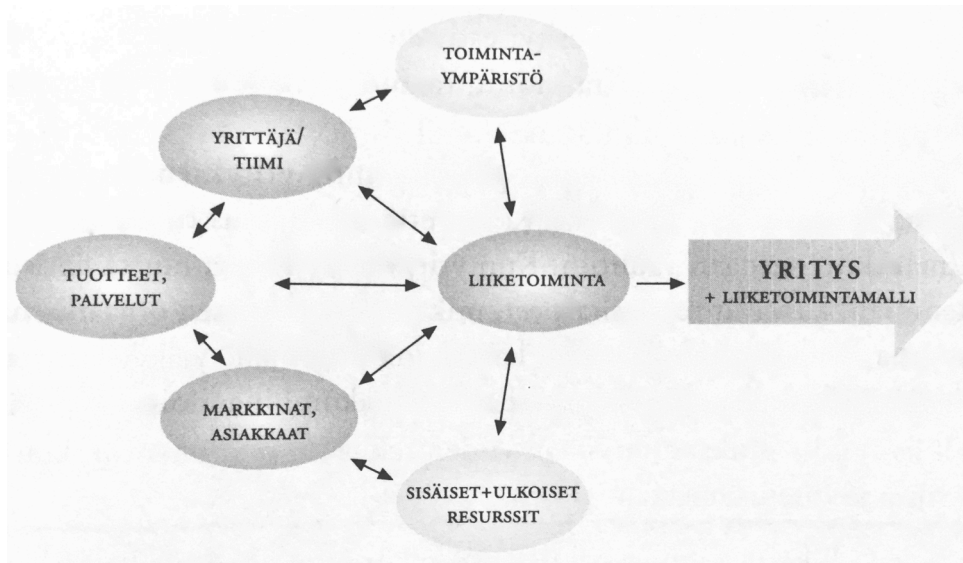 TOIMINTA-
YMPÄRISTÖ
YRITTÄJÄ/
TIIMI
TUOTTEET,
PALVELUT
LIIKETOIMINTA
YRITYS
+ LIIKETOIMINTAMALLI
MARKKINAT,
ASIAKKAAT
SISÄISET+ULKOISET
RESURSSIT